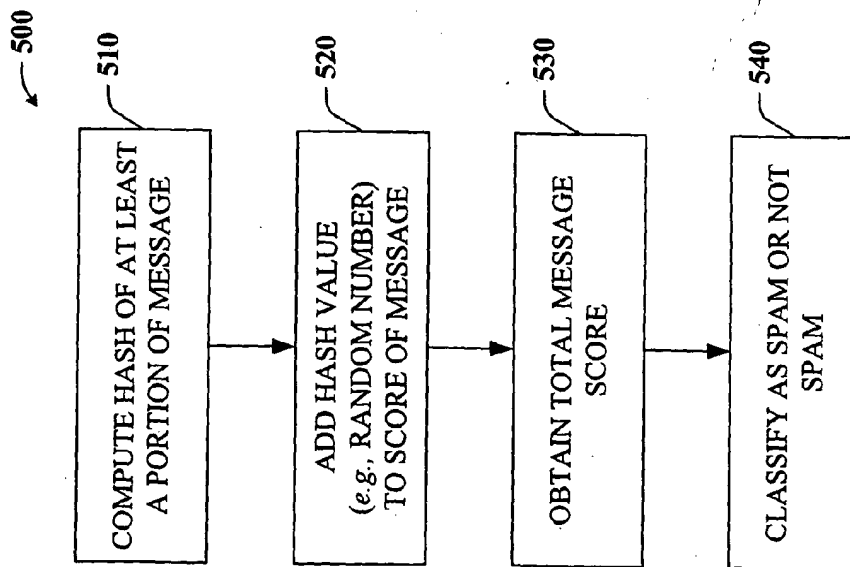 500
510
COMPUTE HASH OF AT LEAST
A PORTION OF MESSAGE
520
ADD HASH VALUE
(e.g., RANDOM NUMBER)
TO SCORE OF MESSAGE
530
OBTAIN TOTAL MESSAGE
SCORE
540
CLASSIFY AS SPAM OR NOT
SPAM